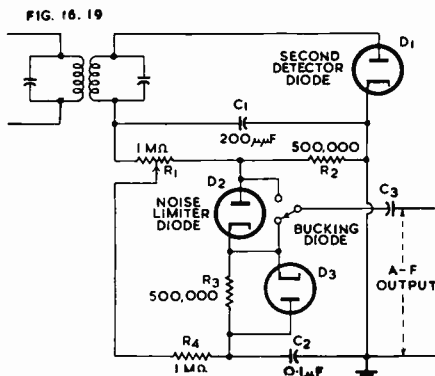 FIG. 16.19
D1
SECOND
DETECTOR
DIODE
C1
200μμF
1 MΩ
R1
500,000
R2
D2
NOISE
LIMITER
DIODE
C3
BUCKING
DIODE
D3
A-F
OUTPUT
R3
500,000
R4
1 MΩ
C2
0·1μF